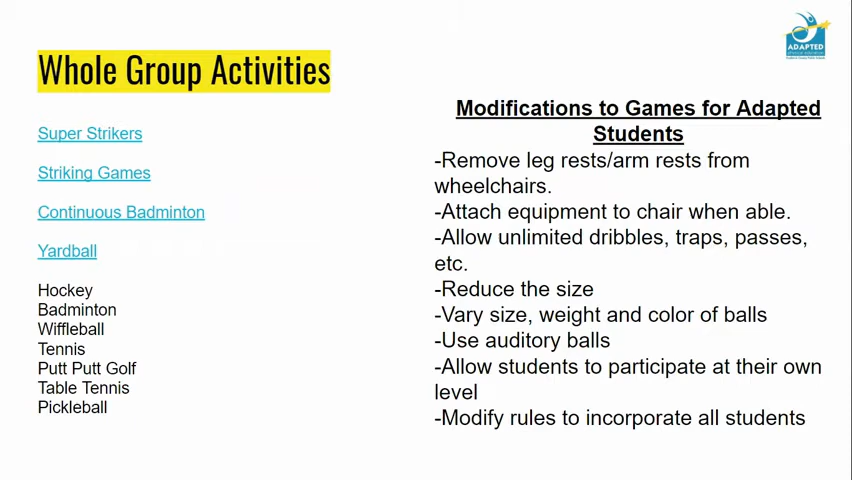 ADAPTED
Whole Group Activities
Super Strikers
Striking Games
Continuous Badminton
Yardball
Hockey
Badminton
Wiffleball
Tennis
Putt Putt Golf
Table Tennis
Pickleball
Modifications to Games for Adapted
Students
-Remove leg rests/arm rests from
wheelchairs.
-Attach equipment to chair when able.
-Allow unlimited dribbles, traps, passes,
etc.
-Reduce the size
-Vary size, weight and color of balls
-Use auditory balls
-Allow students to participate at their own
level
-Modify rules to incorporate all students